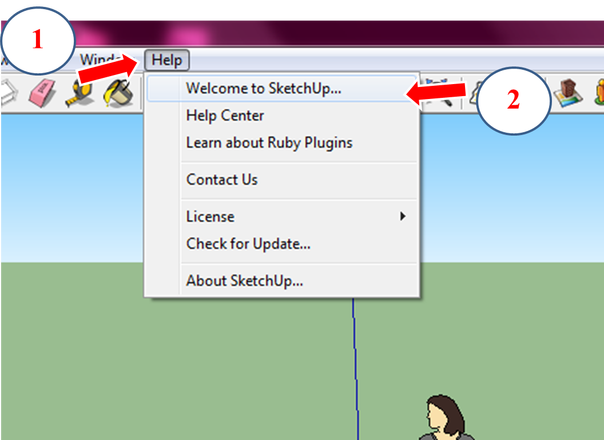 1
Help
Welcome to SketchUp...
2
Help Center
Learn about Ruby Plugins
Contact Us
License
Check for Update...
About SketchUp...